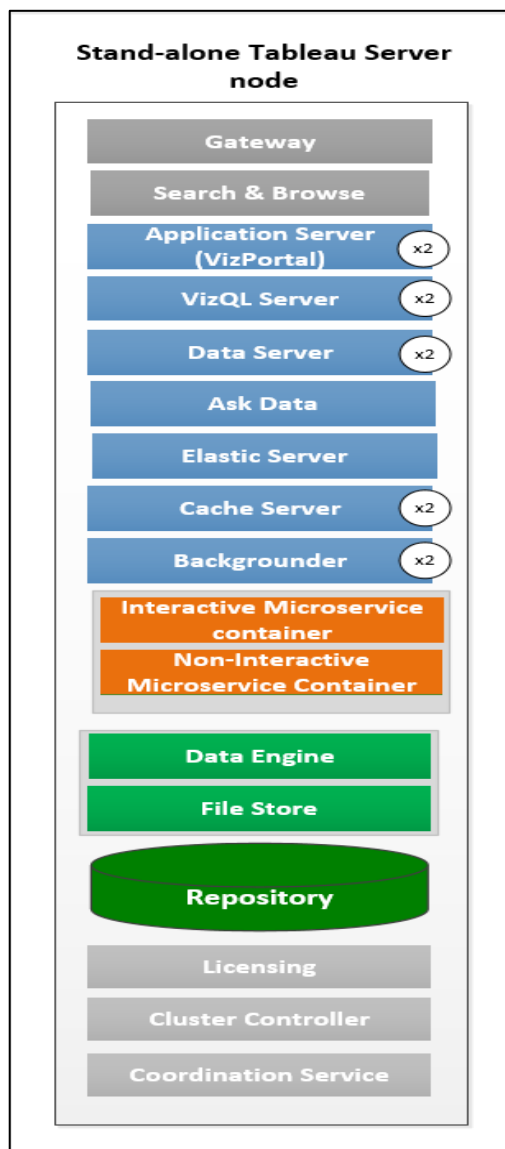 Stand-alone Tableau Server
node
Gateway
Search & Browse
Application Server
(VizPortal)
x2
VizQL Server
x2
Data Server
x2
Ask Data
Elastic Server
Cache Server
x2
Backgrounder
x2
Interactive Microservice
container
Non-Interactive
Microservice Container
Data Engine
File Store
Repository
Licensing
Cluster Controller
Coordination Service